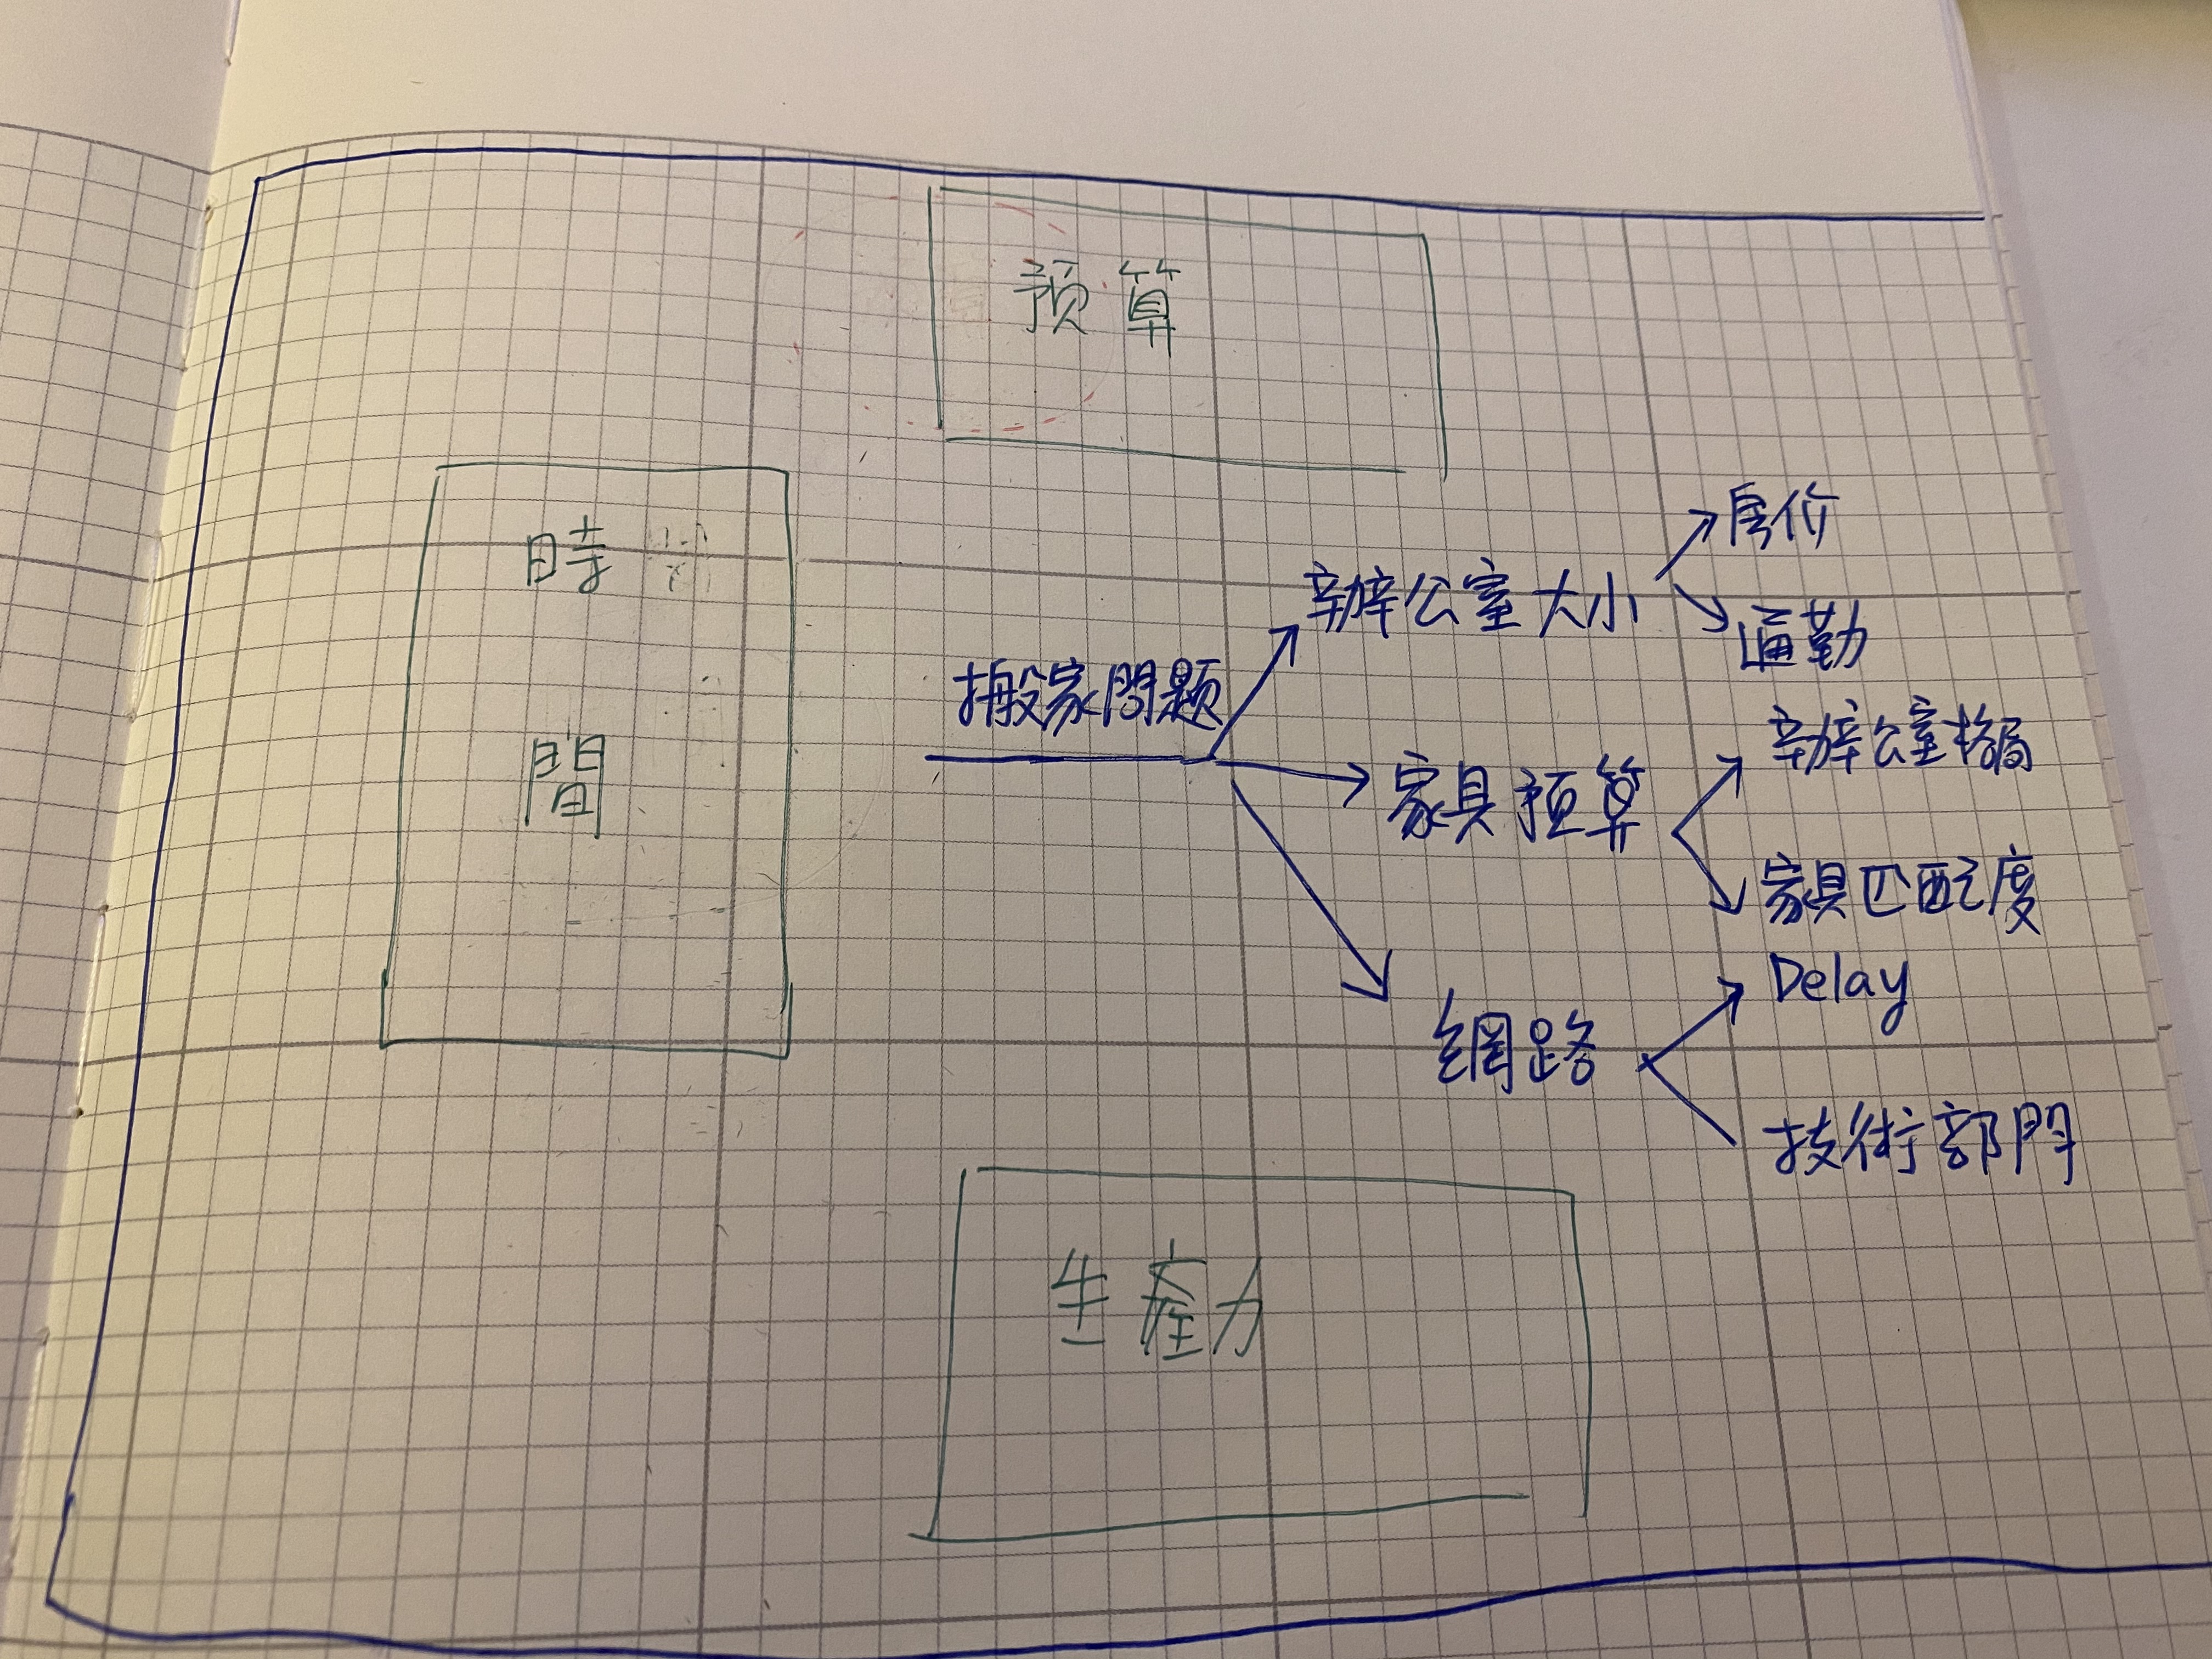 预算
時
間
搬家問题
辦公室大小
房价
通勤
家具预算
辦公室格局
家具匹配度
網路
Delay
技術部門
生產力